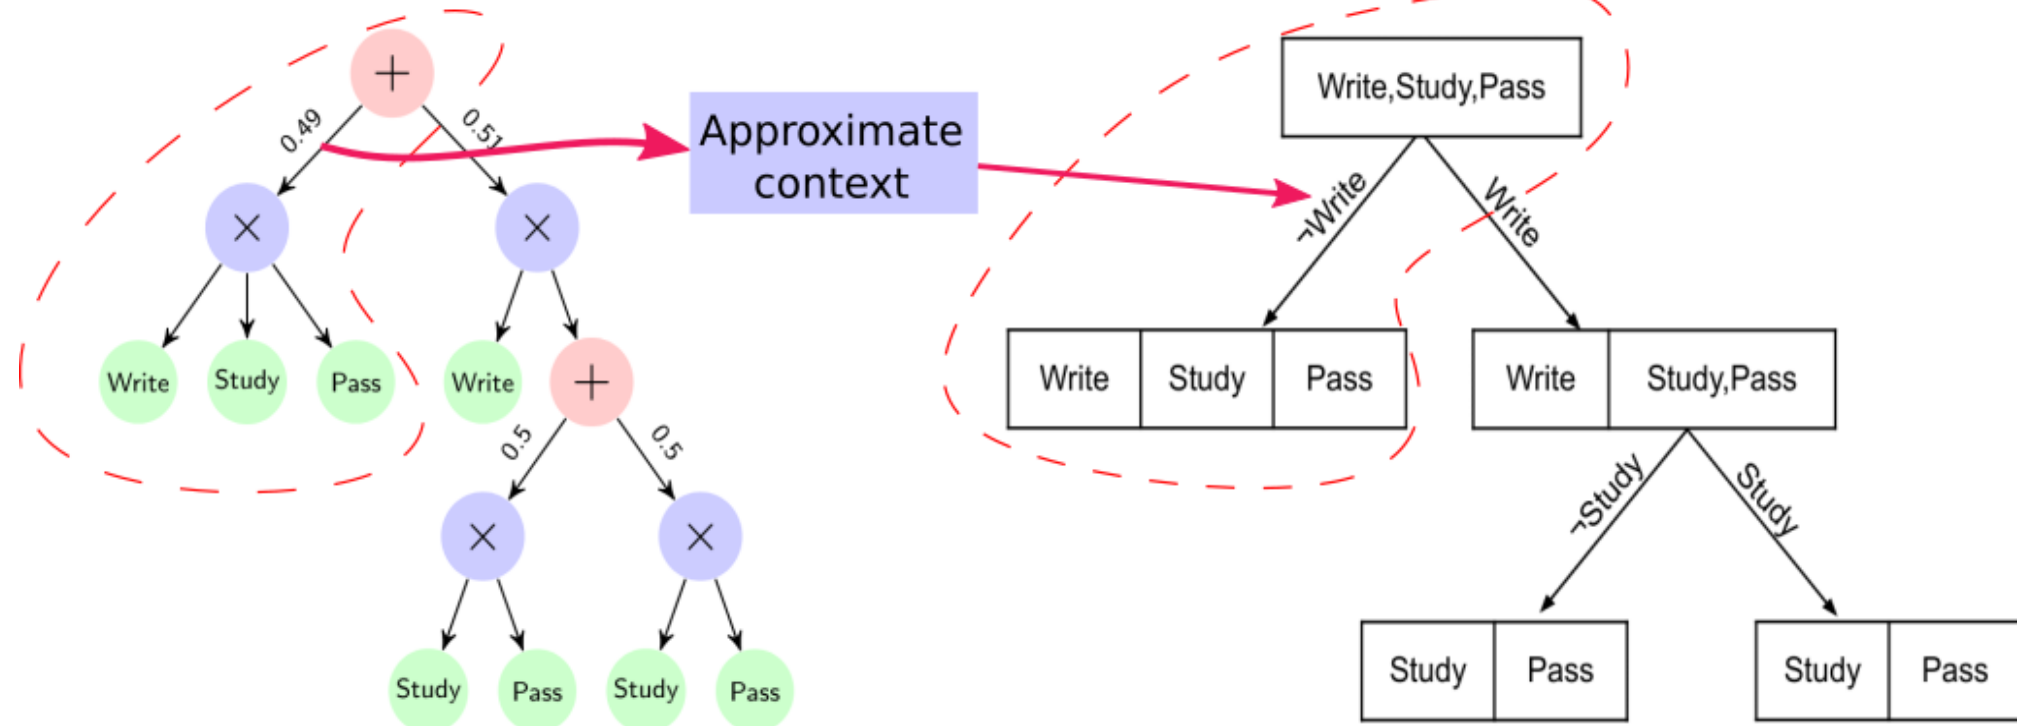 +
0.49
0.51
×
×
Write
Study
Pass
Write
+
0.5
0.5
×
×
Study
Pass
Study
Pass
Approximate
context
Write,Study,Pass
¬Write
Write
Write
Study
Pass
Write
Study,Pass
¬Study
Study
Study
Pass
Study
Pass